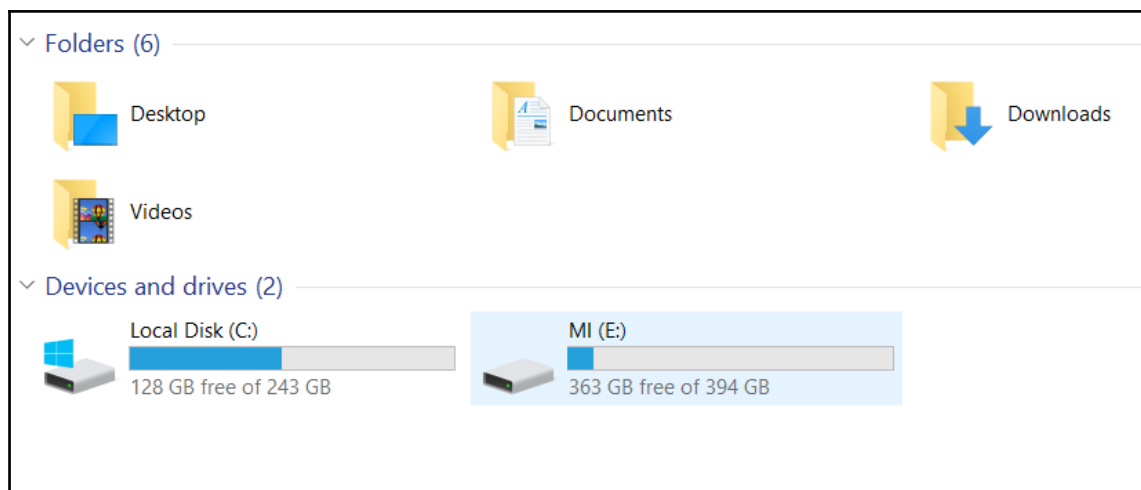 Folders (6)
Desktop
Documents
Downloads
Videos
Devices and drives (2)
Local Disk (C:)
128 GB free of 243 GB
MI (E:)
363 GB free of 394 GB